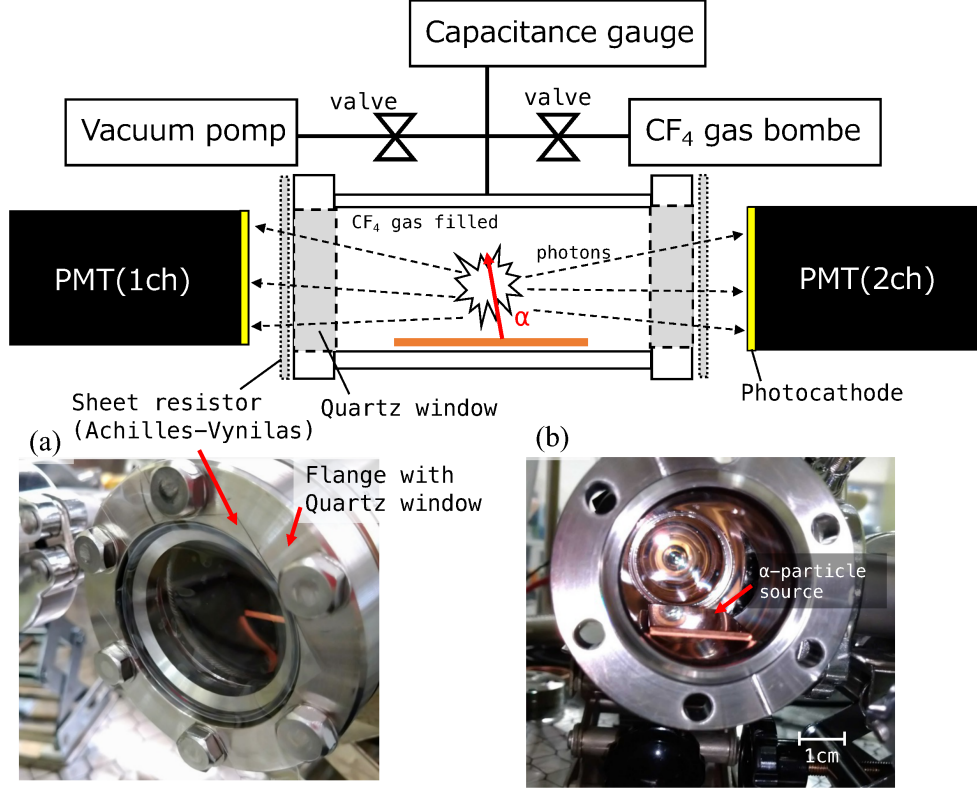 Capacitance gauge
valve
valve
Vacuum pump
CF4 gas bombe
CF4 gas filled
photons
PMT(1ch)
PMT(2ch)
α
Photocathode
Sheet resistor
(Achilles-Vynilas)
Quartz window
(a)
(b)
Flange with
Quartz window
α-particle
source
1cm